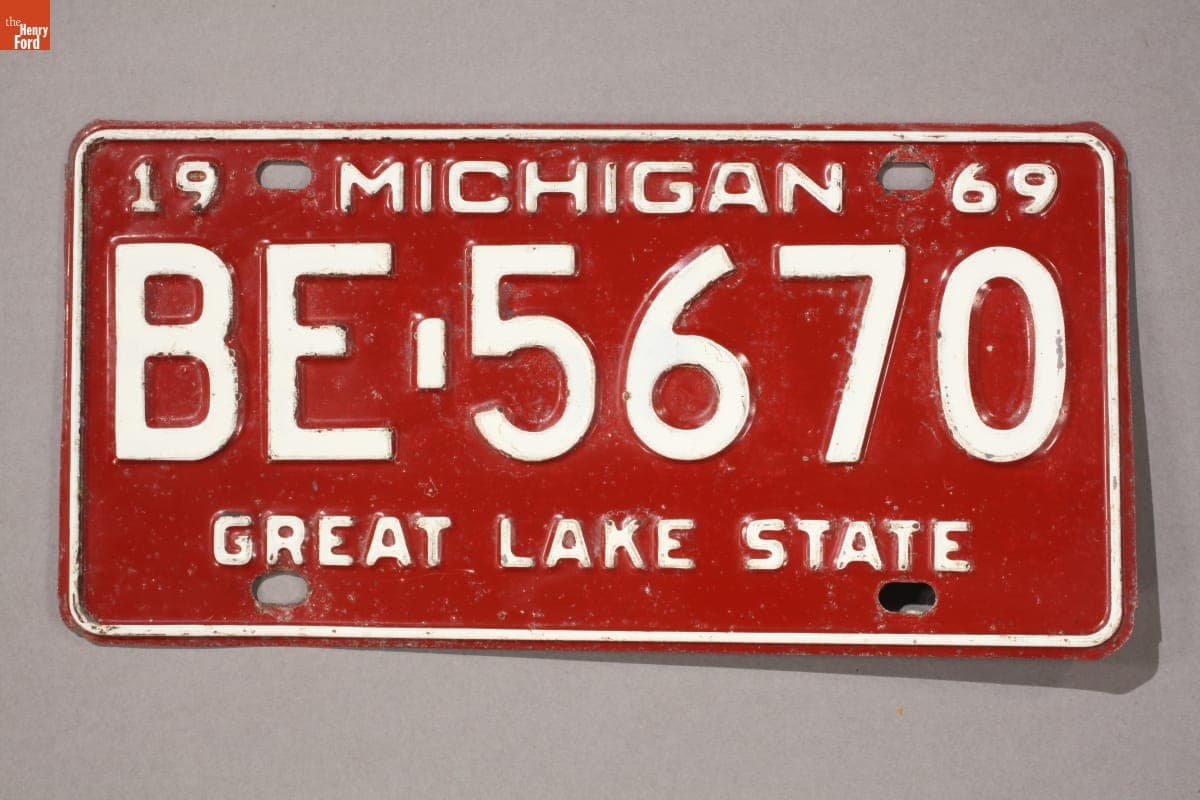 the
Henry
Ford
19 MICHIGAN 69
BE-5670
GREAT LAKE STATE